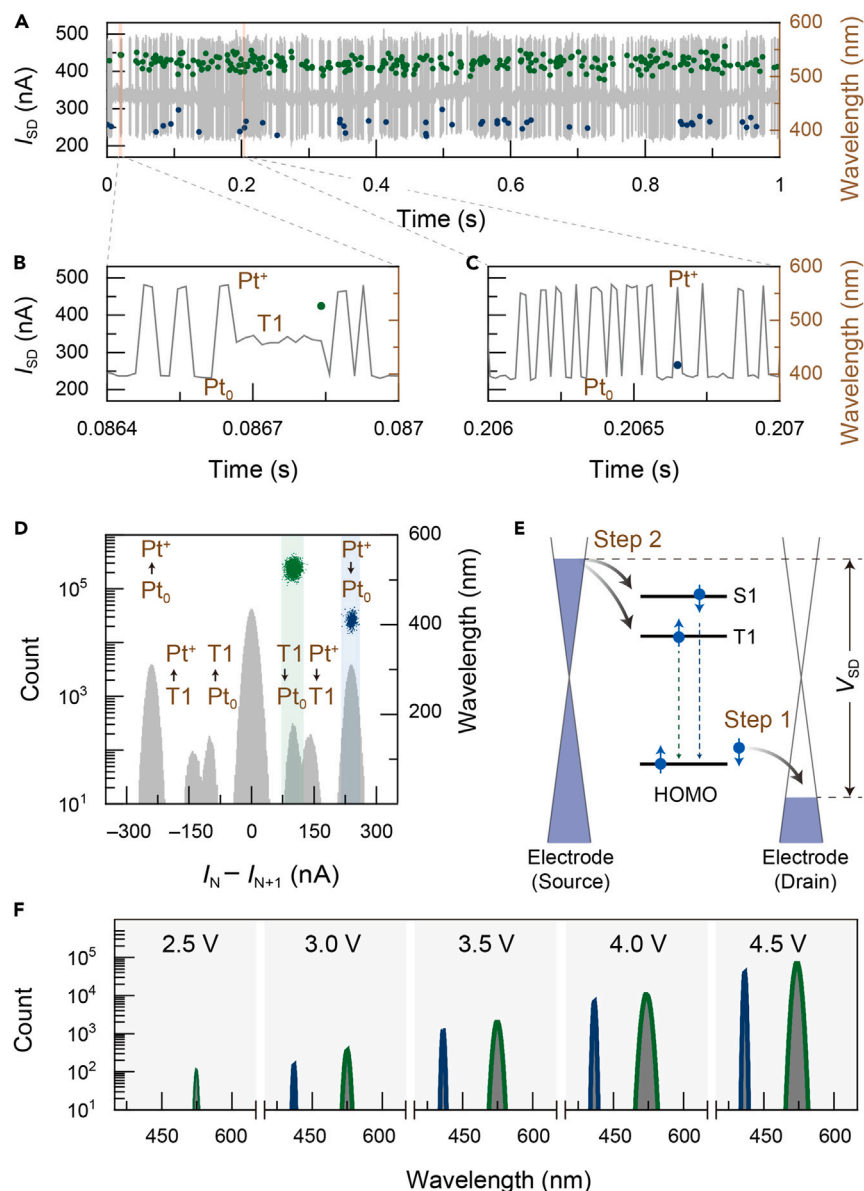 A
500
400
300
200
I_SD (nA)
600
500
400
Wavelength (nm)
0 0.2 0.4 0.6 0.8 1
Time (s)
B
500
400
300
200
I_SD (nA)
Pt⁺
T1
Pt₀
0.0864 0.0867 0.087
Time (s)
C
Pt⁺
Pt₀
600
500
400
Wavelength (nm)
0.206 0.2065 0.207
Time (s)
D
10⁵
10³
10¹
Count
Pt⁺
Pt₀
Pt⁺ T1
T1 Pt₀
T1 Pt⁺
Pt₀ T1
Pt⁺
Pt₀
600
400
200
Wavelength (nm)
–300 –150 0 150 300
I_N – I_N+1 (nA)
E
Step 2
S1
T1
Step 1
HOMO
V_SD
Electrode
(Source)
Electrode
(Drain)
F
2.5 V 3.0 V 3.5 V 4.0 V 4.5 V
10⁵
10⁴
10³
10²
10¹
Count
450 600 450 600 450 600 450 600 450 600
Wavelength (nm)